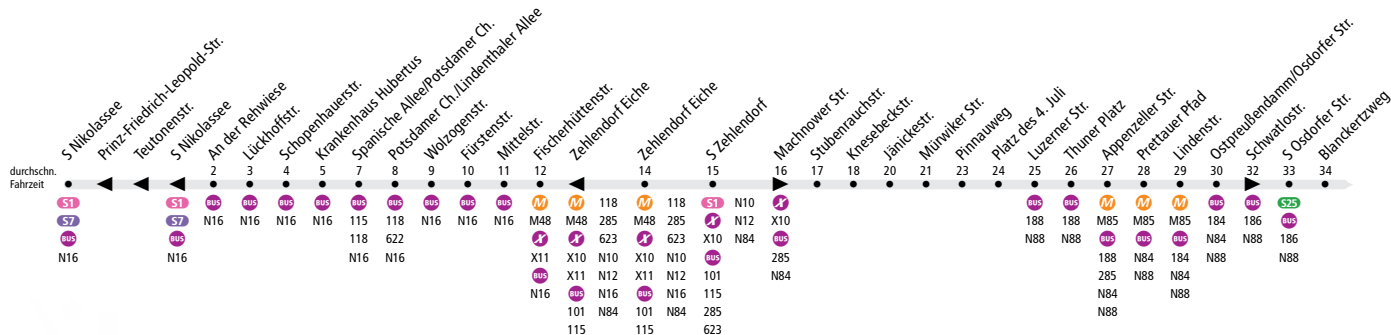 S Nikolassee
Prinz-Friedrich-Leopold-Str.
Teutonenstr.
S Nikolassee
An der Rehwiese
Lückhoffstr.
Schopenhauerstr.
Krankenhaus Hubertus
Spanische Allee/Potsdamer Ch.
Potsdamer Ch./Lindenthaler Allee
Wolzogenstr.
Fürstenstr.
Mittelstr.
Fischerhüttenstr.
Zehlendorf Eiche
Zehlendorf Eiche
S Zehlendorf
Machnower Str.
Stubenrauchstr.
Knesebeckstr.
Jänickestr.
Mürwiker Str.
Pinnauweg
Platz des 4. Juli
Luzerner Str.
Thuner Platz
Appenzeller Str.
Prettauer Pfad
Lindenstr.
Ostpreußendamm/Osdorfer Str.
Schwatlostr.
S Osdorfer Str.
Blankertzweg
durchschn. 2 3 4 5 7 8 9 10 11 12 14 15 16 17 18 20 21 23 24 25 26 27 28 29 30 32 33 34
Fahrzeit
S1 S1 BUS BUS BUS BUS BUS BUS BUS BUS BUS M M 118 M 118 S1 N10 X BUS BUS M M M BUS BUS S25
S7 S7 N16 N16 N16 N16 115 118 N16 N16 N16 M48 M48 285 M48 285 X N12 X10 188 188 M85 M85 M85 184 186 BUS
BUS BUS 118 622 X X 623 X 623 X10 N84 BUS N88 N88 BUS BUS BUS N84 N88 186
N16 N16 N16 N16 X11 X10 N10 X10 N10 BUS 285 188 N84 184 N88 N88
BUS X11 N12 X11 N12 101 N84 285 N88 N84
N16 BUS N16 BUS N16 115 N84 N88
101 N84 101 N84 285 N88
115 115 623